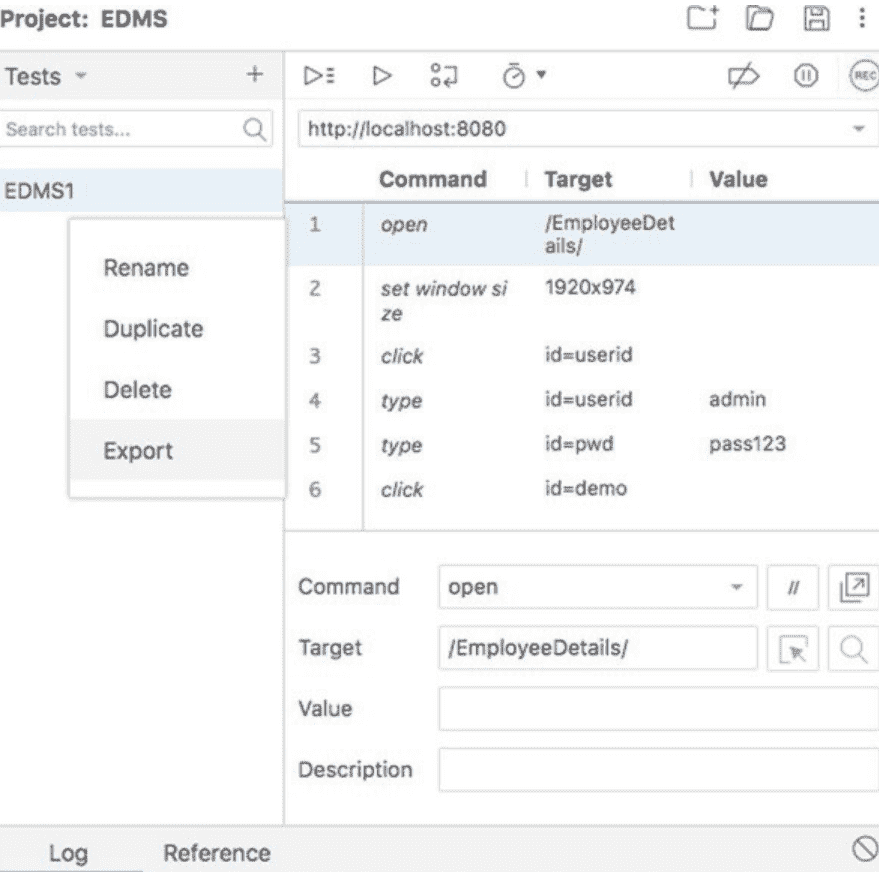 Project: EDMS
Tests
+
Search tests...
EDMS1
Rename
Duplicate
Delete
Export
REC
http://localhost:8080
Command Target Value
1 open /EmployeeDet
ails/
2 set window si 1920x974
ze
3 click id=userid
4 type id=userid admin
5 type id=pwd pass123
6 click id=demo
Command open //
Target /EmployeeDetails/
Value
Description
Log Reference